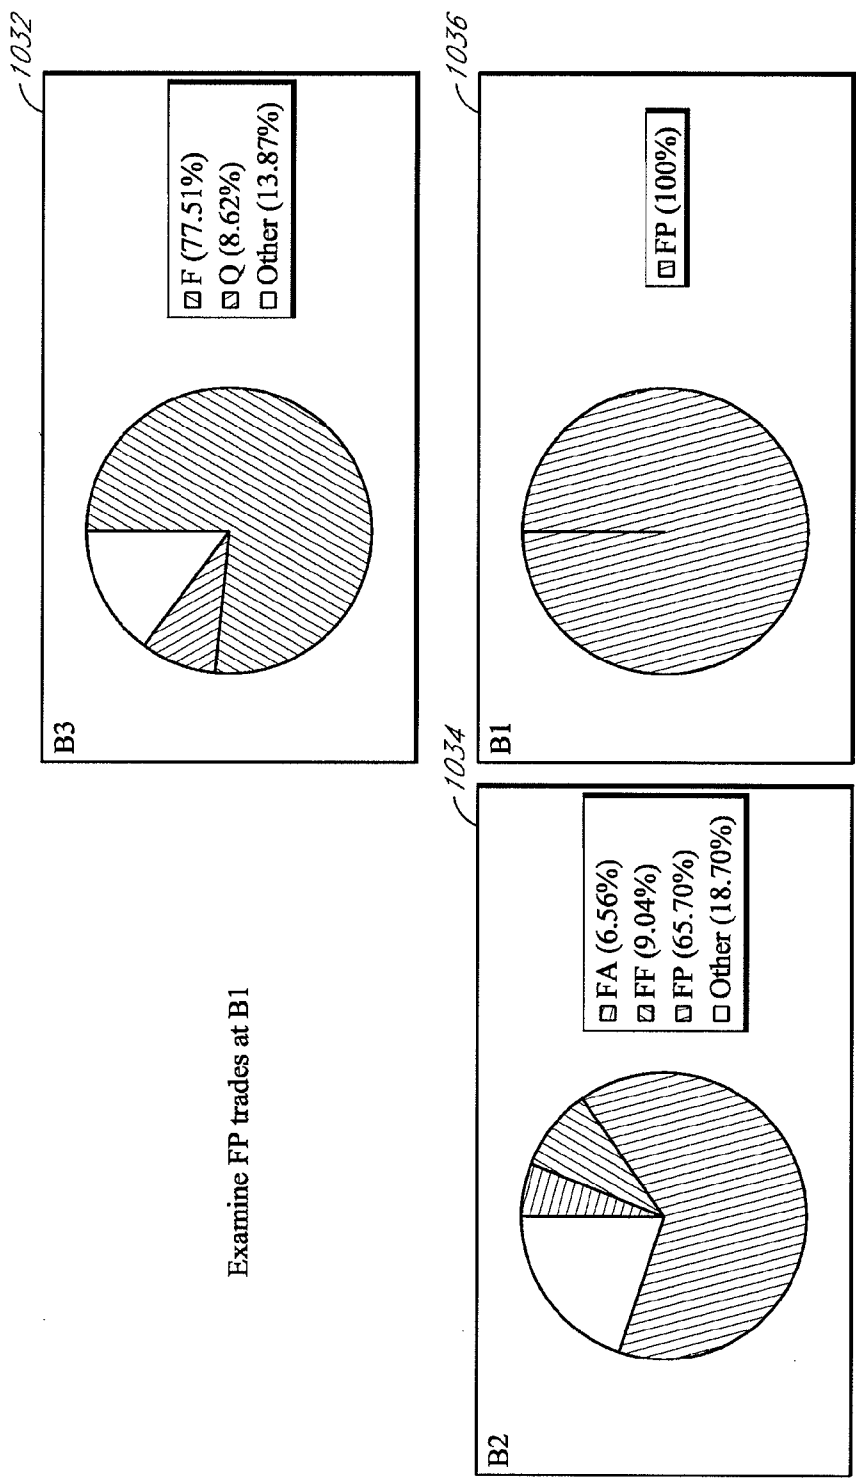 Examine FP trades at B1
1032
B3
F (77.51%)
Q (8.62%)
Other (13.87%)
1034
B2
FA (6.56%)
FF (9.04%)
FP (65.70%)
Other (18.70%)
1036
B1
FP (100%)